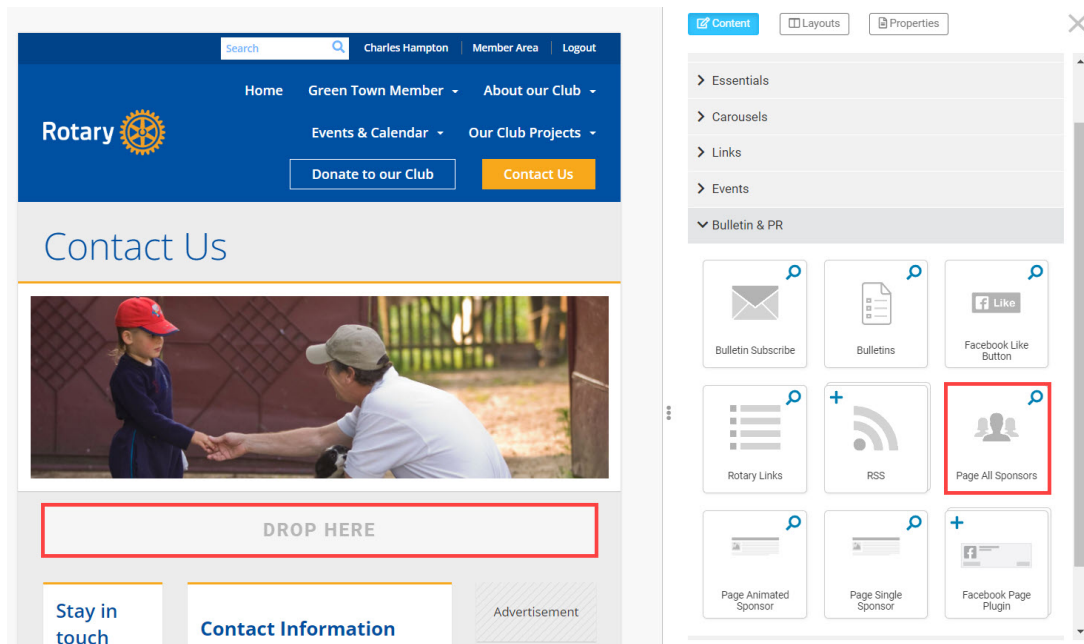 Search
Charles Hampton
Member Area
Logout
Home
Green Town Member
About our Club
Rotary
Events & Calendar
Our Club Projects
Donate to our Club
Contact Us
Contact Us
DROP HERE
Stay in
touch
Contact Information
Advertisement
Content
Layouts
Properties
Essentials
Carousels
Links
Events
Bulletin & PR
Bulletin Subscribe
Bulletins
Like
Facebook Like
Button
Rotary Links
RSS
Page All Sponsors
Page Animated
Sponsor
Page Single
Sponsor
Facebook Page
Plugin